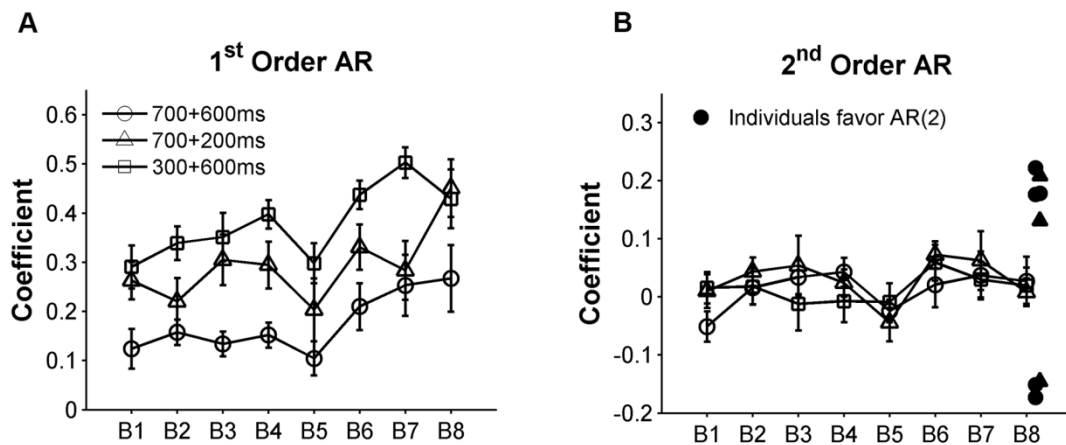 A
1st Order AR
Coefficient
0.6
0.5
0.4
0.3
0.2
0.1
0
700+600ms
700+200ms
300+600ms
B1 B2 B3 B4 B5 B6 B7 B8
B
2nd Order AR
Coefficient
0.3
0.2
0.1
0
-0.1
-0.2
Individuals favor AR(2)
B1 B2 B3 B4 B5 B6 B7 B8